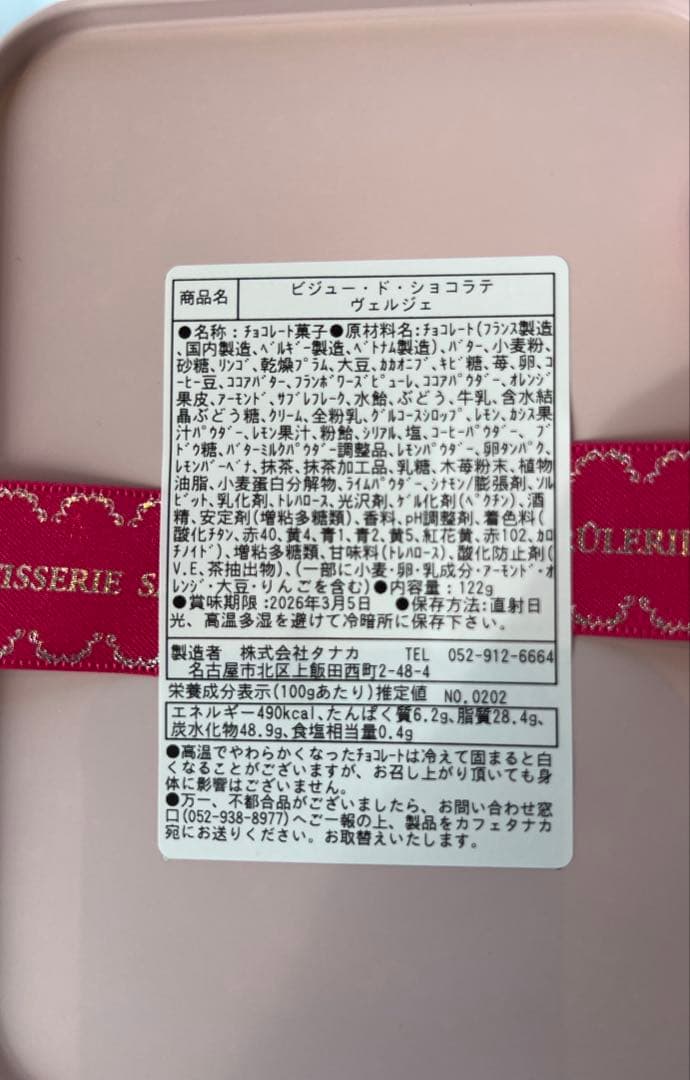 商品名
ビジュー・ド・ショコラテ
ヴェルジェ
●名称:ﾁｮｺﾚｰﾄ菓子●原材料名:ﾁｮｺﾚｰﾄ(ﾌﾗﾝｽ製造
、国内製造、ﾍﾞﾙｷﾞｰ製造、ﾍﾞﾄﾅﾑ製造)、ﾊﾞﾀｰ、小麦粉、
砂糖、ﾘﾝｺﾞ、乾燥ﾌﾟﾗﾑ、大豆、ｶｶｵﾆﾌﾞ、ｷﾋﾞ糖、苺、卵、ｺ
ｰﾋｰ豆、ｺｺｱﾊﾞﾀｰ、ﾌﾗﾝﾎﾞﾜｰｽﾞﾋﾟｭｰﾚ、ｺｺｱﾊﾟｳﾀﾞｰ、ｵﾚﾝｼﾞ
果皮、ｱｰﾓﾝﾄﾞ、ｻﾌﾞﾚﾌﾚｰｸ、水飴、ぶどう、牛乳、含水結
晶ぶどう糖、ｸﾘｰﾑ、全粉乳、ｸﾞﾙｺｰｽｼﾛｯﾌﾟ、ﾚﾓﾝ、ｶｼｽ果
汁ﾊﾟｳﾀﾞｰ、ﾚﾓﾝ果汁、粉飴、ｼﾘｱﾙ、塩、ｺｰﾋｰﾊﾟｳﾀﾞｰ、ﾌﾞ
ﾄﾞｳ糖、ﾊﾞﾀｰﾐﾙｸﾊﾟｳﾀﾞｰ調整品、ﾚﾓﾝﾊﾟｳﾀﾞｰ、卵ﾀﾝﾊﾟｸ、
ﾚﾓﾝﾊﾞｰﾍﾞﾅ、抹茶、抹茶加工品、乳糖、木苺粉末、植物
油脂、小麦蛋白分解物、ﾗｲﾑﾊﾟｳﾀﾞｰ、ｼﾅﾓﾝ/膨張剤、ｿﾙ
ﾋﾞｯﾄ、乳化剤、ﾄﾚﾊﾛｰｽ、光沢剤、ｹﾞﾙ化剤(ﾍﾟｸﾁﾝ)、酒
精、安定剤(増粘多糖類)、香料、pH調整剤、着色料(
酸化ﾁﾀﾝ、赤40、黄4、青1、青2、黄5、紅花黄、赤102、ｶﾛ
ﾁﾉｲﾄﾞ)、増粘多糖類、甘味料(ﾄﾚﾊﾛｰｽ)、酸化防止剤(
V.E、茶抽出物)、(一部に小麦・卵・乳成分・ｱｰﾓﾝﾄﾞ・ｵ
ﾚﾝｼﾞ・大豆・りんごを含む)●内容量:122g
●賞味期限:2026年3月5日 ●保存方法:直射日
光、高温多湿を避けて冷暗所に保存下さい。
製造者 株式会社タナカ TEL 052-912-6664
名古屋市北区上飯田西町2-48-4
栄養成分表示(100gあたり)推定値 NO.0202
エネルギー490kcal、たんぱく質6.2g、脂質28.4g、
炭水化物48.9g、食塩相当量0.4g
●高温でやわらかくなったﾁｮｺﾚｰﾄは冷えて固まると白
くなることがございますが、お召し上がり頂いても身
体に影響はございません。
●万一、不都合品がございましたら、お問い合わせ窓
口(052-938-8977)へご一報の上、製品をカフェタナカ
宛にお送りください。お取替えいたします。
ISSERIE S
ÛLERI